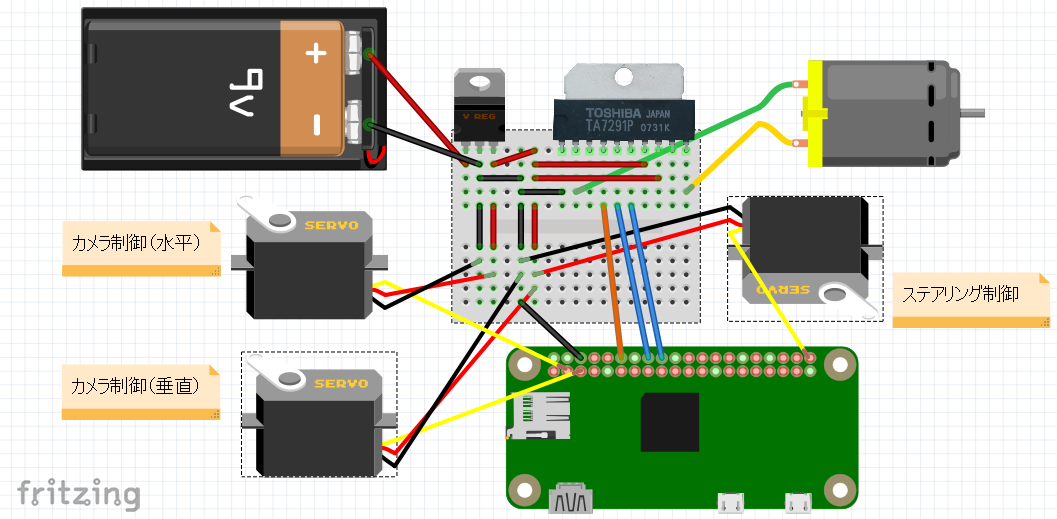 9V
+
-
V REG
TOSHIBA JAPAN
TA7291P 0731K
カメラ制御(水平)
SERVO
SERVO
ステアリング制御
カメラ制御(垂直)
SERVO
fritzing